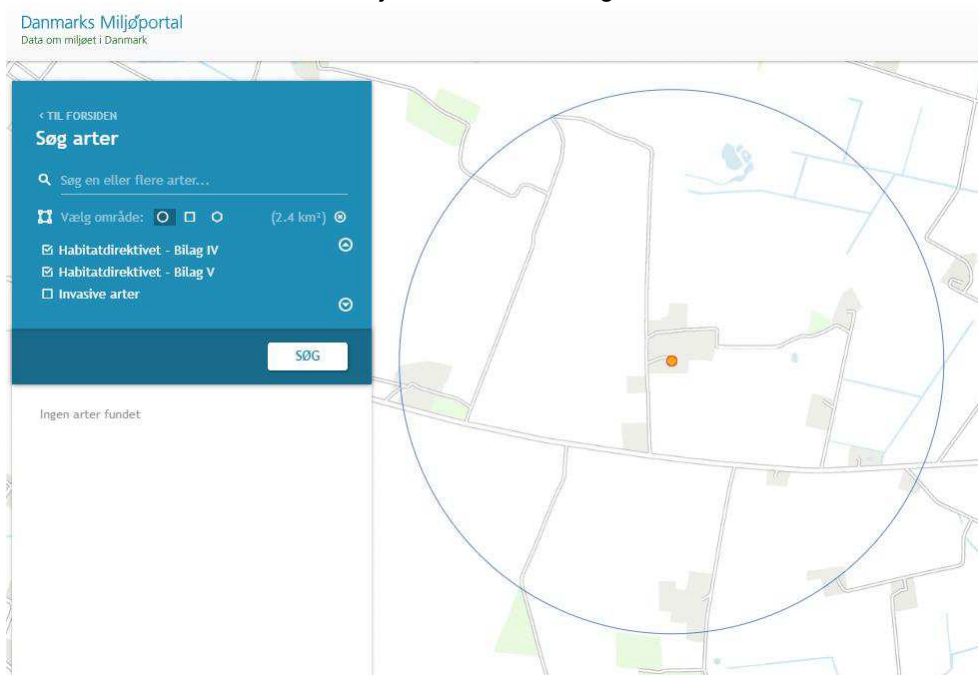 Danmarks Miljøportal
Data om miljøet i Danmark
‹ TIL FORSIDEN
Søg arter
Søg en eller flere arter...
Vælg område: (2.4 km²)
Habitatdirektivet - Bilag IV
Habitatdirektivet - Bilag V
Invasive arter
SØG
Ingen arter fundet